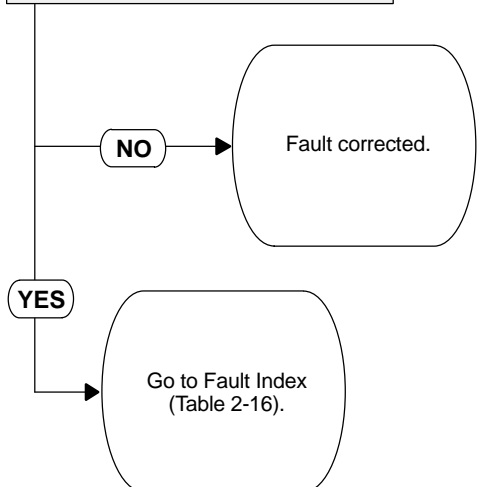 NO
Fault corrected.
YES
Go to Fault Index
(Table 2-16).